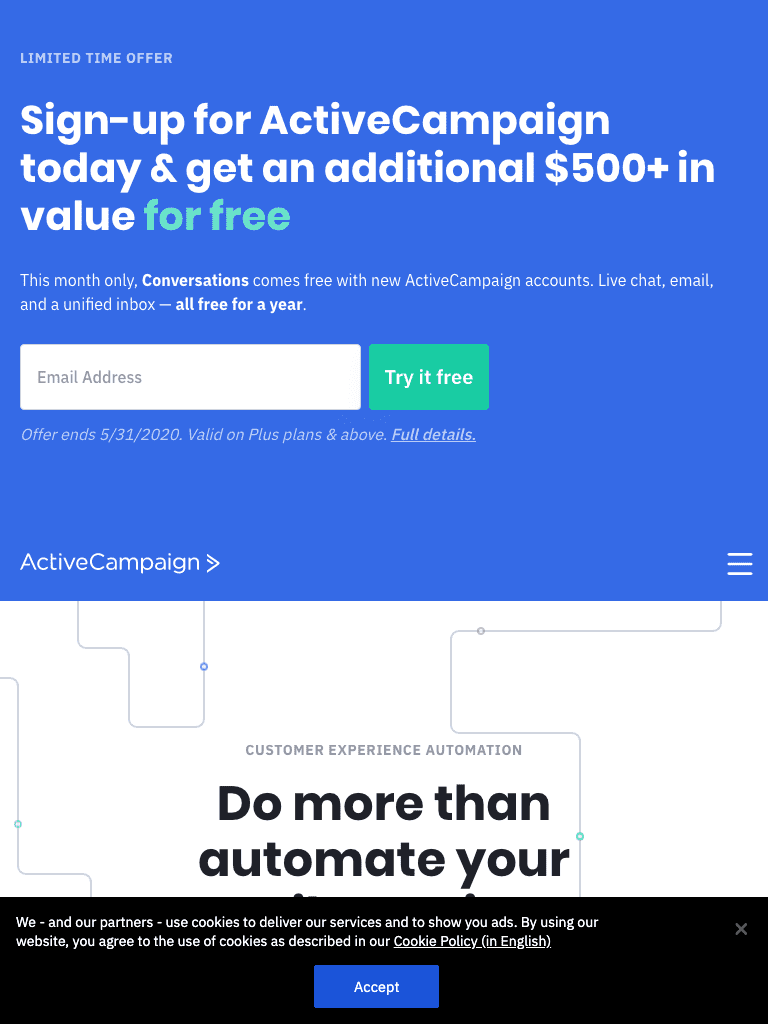 LIMITED TIME OFFER
Sign-up for ActiveCampaign
today & get an additional $500+ in
value for free
This month only, Conversations comes free with new ActiveCampaign accounts. Live chat, email,
and a unified inbox — all free for a year.
Email Address
Try it free
Offer ends 5/31/2020. Valid on Plus plans & above. Full details.
ActiveCampaign
CUSTOMER EXPERIENCE AUTOMATION
Do more than
automate your
We - and our partners - use cookies to deliver our services and to show you ads. By using our
website, you agree to the use of cookies as described in our Cookie Policy (in English)
Accept